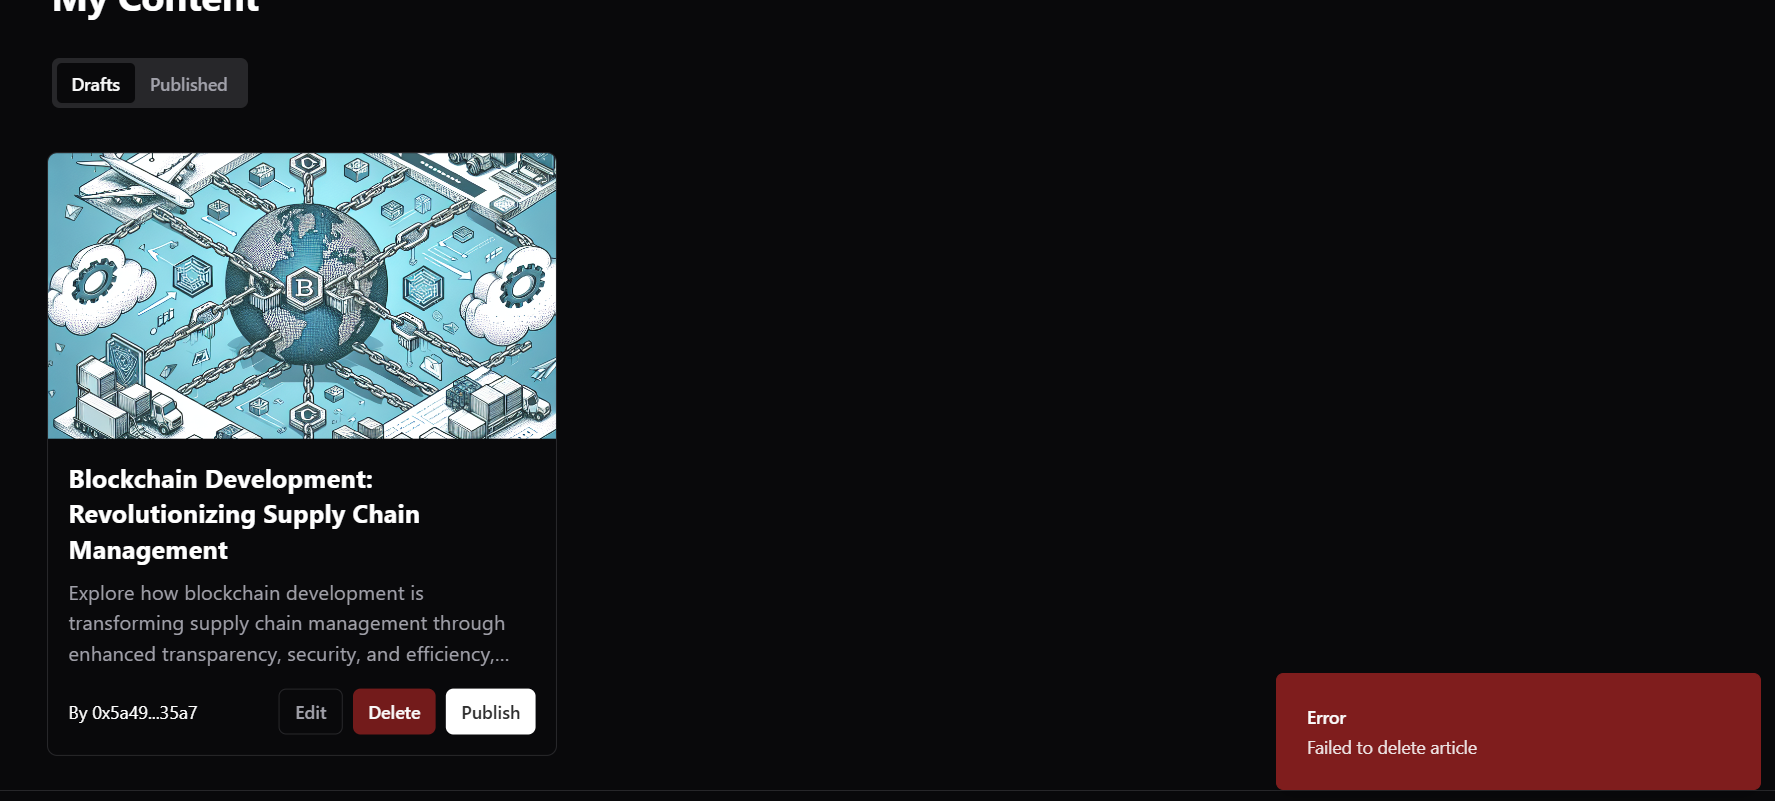 My Content
Drafts
Published
B
C
C
Blockchain Development:
Revolutionizing Supply Chain
Management
Explore how blockchain development is
transforming supply chain management through
enhanced transparency, security, and efficiency,...
By 0x5a49...35a7
Edit
Delete
Publish
Error
Failed to delete article